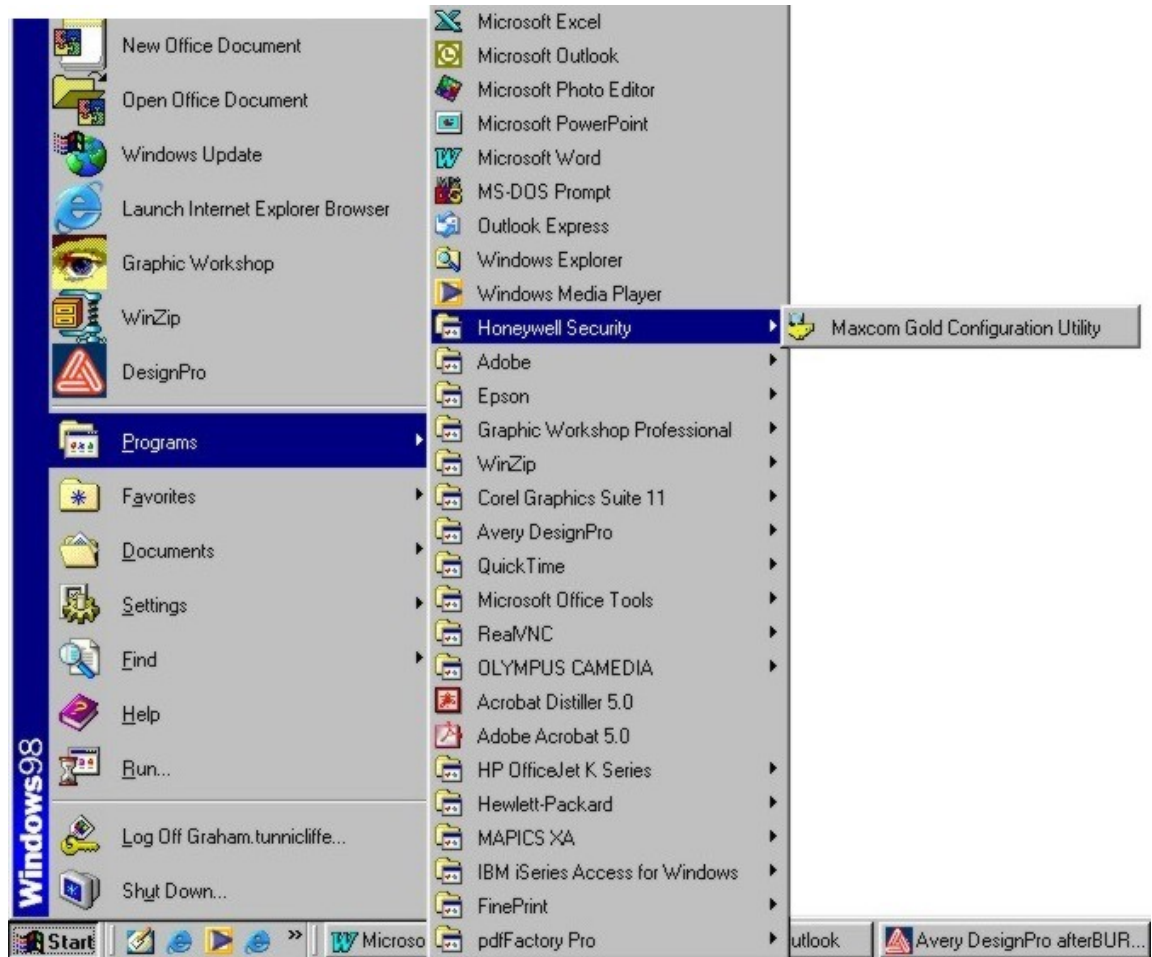 New Office Document
Open Office Document
Windows Update
Launch Internet Explorer Browser
Graphic Workshop
WinZip
DesignPro
Programs
Favorites
Documents
Settings
Find
Help
Run...
Log Off Graham.tunnicliffe...
Shut Down...
Windows98
Microsoft Excel
Microsoft Outlook
Microsoft Photo Editor
Microsoft PowerPoint
Microsoft Word
MS-DOS Prompt
Outlook Express
Windows Explorer
Windows Media Player
Honeywell Security
Adobe
Epson
Graphic Workshop Professional
WinZip
Corel Graphics Suite 11
Avery DesignPro
QuickTime
Microsoft Office Tools
RealVNC
OLYMPUS CAMEDIA
Acrobat Distiller 5.0
Adobe Acrobat 5.0
HP OfficeJet K Series
Hewlett-Packard
MAPICS XA
IBM iSeries Access for Windows
FinePrint
pdfFactory Pro
Maxcom Gold Configuration Utility
Start
»
Microso
utlook
Avery DesignPro afterBUR...